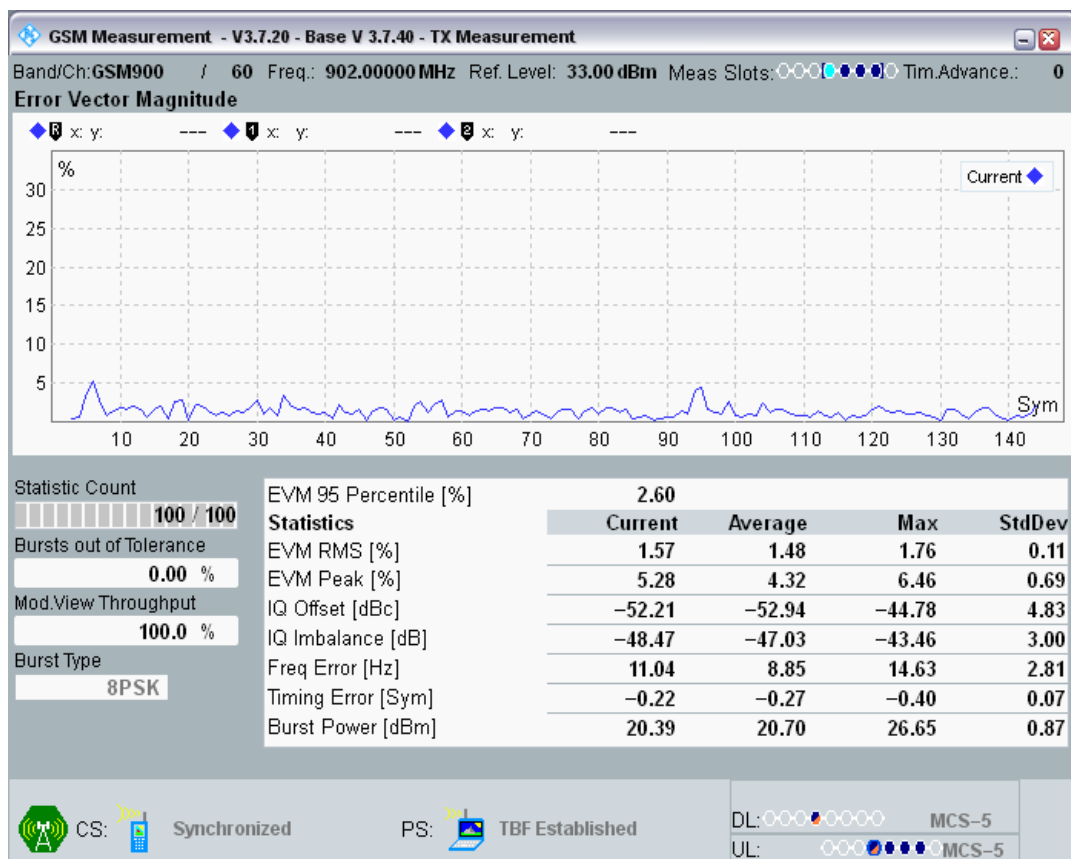 GSM Measurement - V3.7.20 - Base V 3.7.40 - TX Measurement
Band/Ch:GSM900 / 60 Freq.: 902.00000 MHz Ref. Level: 33.00 dBm Meas Slots: Tim.Advance.: 0
Error Vector Magnitude
R x: y: --- 1 x: y: --- 2 x: y: ---
%
Current
30
25
20
15
10
5
Sym
10 20 30 40 50 60 70 80 90 100 110 120 130 140
Statistic Count
100 / 100
Bursts out of Tolerance
0.00 %
Mod.View Throughput
100.0 %
Burst Type
8PSK
EVM 95 Percentile [%] 2.60
Statistics Current Average Max StdDev
EVM RMS [%] 1.57 1.48 1.76 0.11
EVM Peak [%] 5.28 4.32 6.46 0.69
IQ Offset [dBc] −52.21 −52.94 −44.78 4.83
IQ Imbalance [dB] −48.47 −47.03 −43.46 3.00
Freq Error [Hz] 11.04 8.85 14.63 2.81
Timing Error [Sym] −0.22 −0.27 −0.40 0.07
Burst Power [dBm] 20.39 20.70 26.65 0.87
CS: Synchronized PS: TBF Established
DL: MCS−5
UL: MCS−5